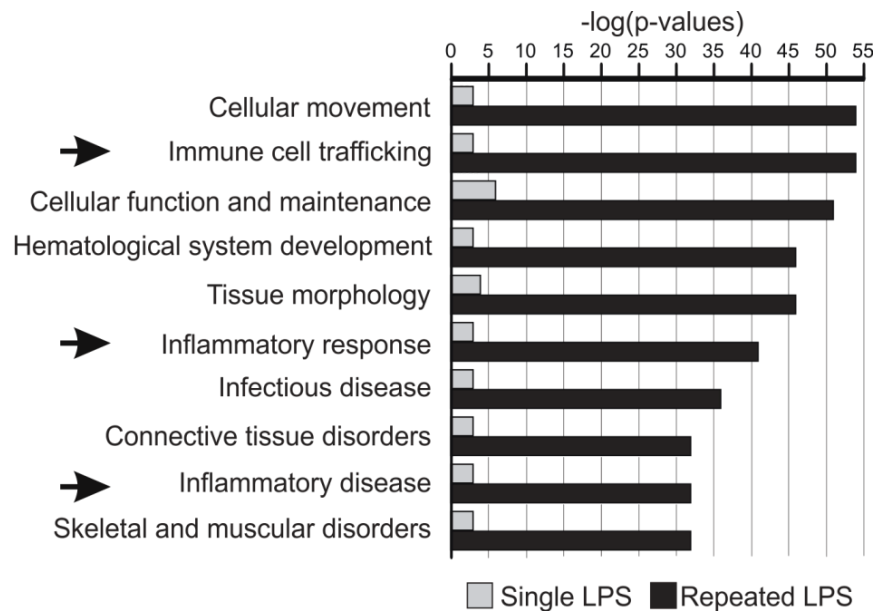 -log(p-values)
0 5 10 15 20 25 30 35 40 45 50 55
Cellular movement
Immune cell trafficking
Cellular function and maintenance
Hematological system development
Tissue morphology
Inflammatory response
Infectious disease
Connective tissue disorders
Inflammatory disease
Skeletal and muscular disorders
Single LPS Repeated LPS